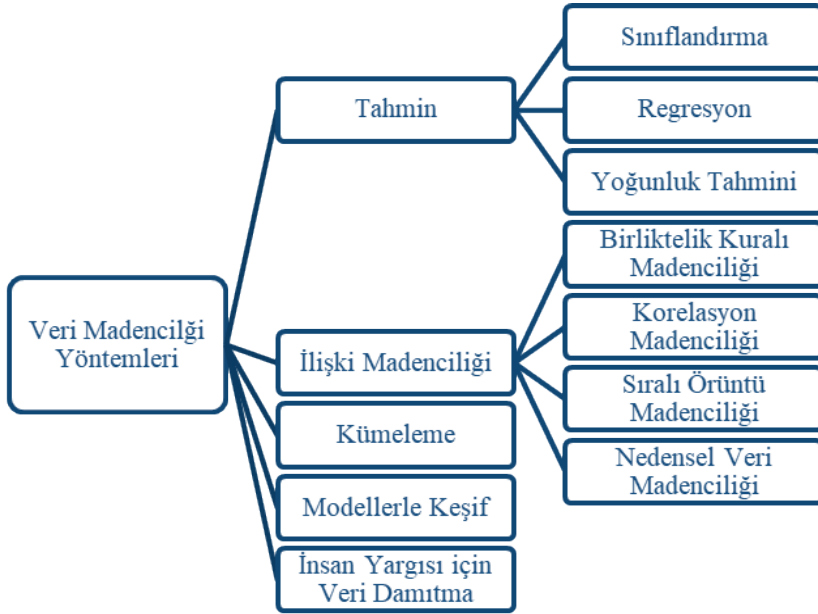 Veri Madencilği
Yöntemleri
Tahmin
Sınıflandırma
Regresyon
Yoğunluk Tahmini
İlişki Madenciliği
Birliktelik Kuralı
Madenciliği
Korelasyon
Madenciliği
Sıralı Örüntü
Madenciliği
Nedensel Veri
Madenciliği
Kümeleme
Modellerle Keşif
İnsan Yargısı için
Veri Damıtma